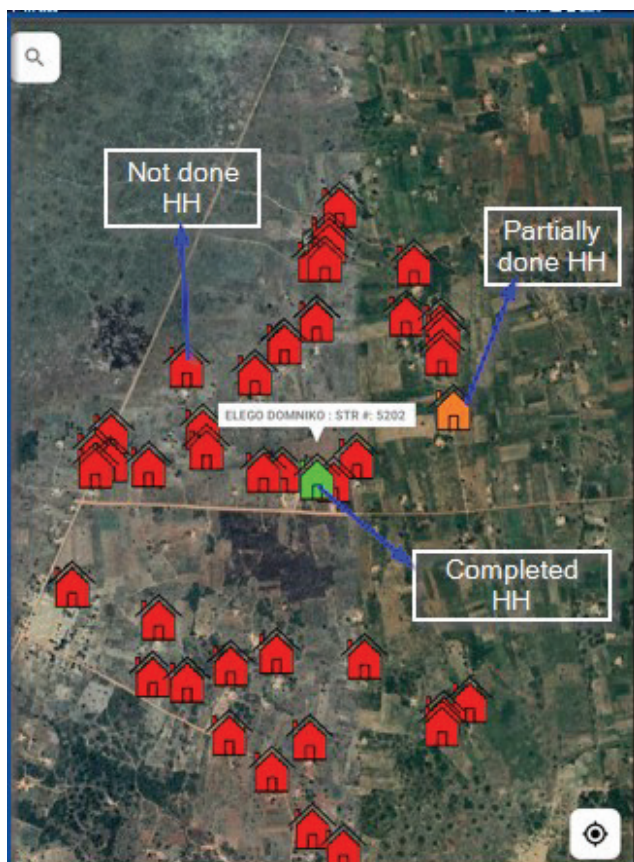 Not done
HH
Partially
done HH
ELEGO DOMNIKO : STR #: 5202
Completed
HH